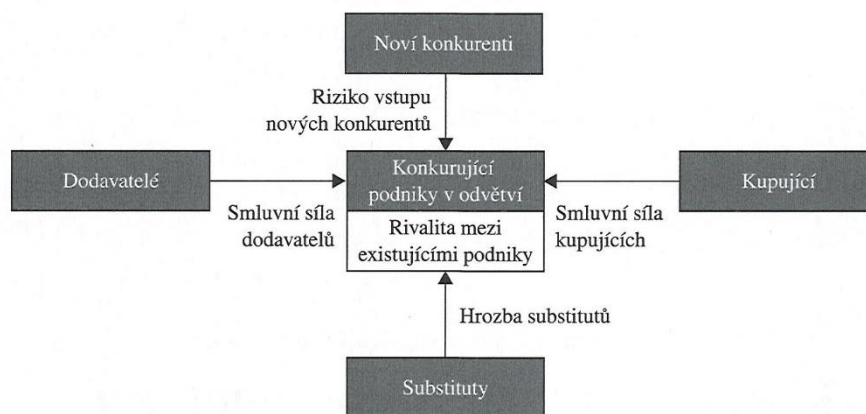 Noví konkurenti
Riziko vstupu
nových konkurentů
Dodavatelé
Smluvní síla
dodavatelů
Konkurující
podniky v odvětví
Rivalita mezi
existujícími podniky
Kupující
Smluvní síla
kupujících
Hrozba substitutů
Substituty